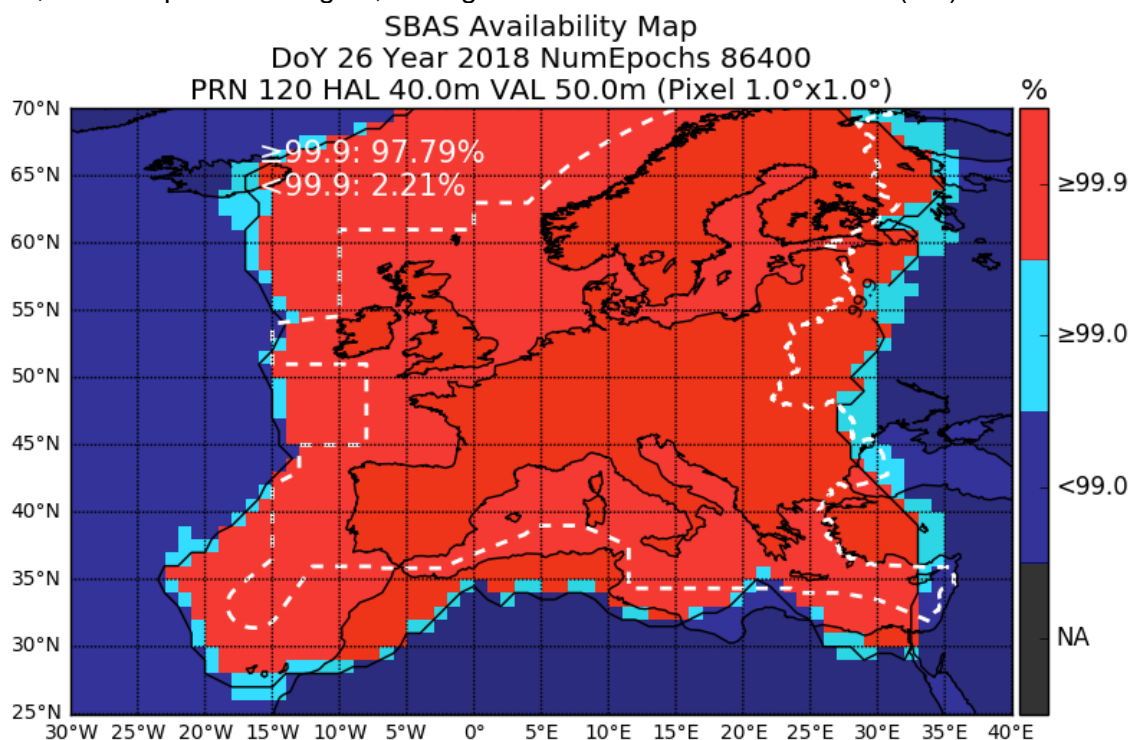 SBAS Availability Map
DoY 26 Year 2018 NumEpochs 86400
PRN 120 HAL 40.0m VAL 50.0m (Pixel 1.0°x1.0°)
%
70°N
65°N
60°N
55°N
50°N
45°N
40°N
35°N
30°N
25°N
≥99.9: 97.79%
<99.9: 2.21%
99.9
30°W 25°W 20°W 15°W 10°W 5°W 0° 5°E 10°E 15°E 20°E 25°E 30°E 35°E 40°E
≥99.9
≥99.0
<99.0
NA